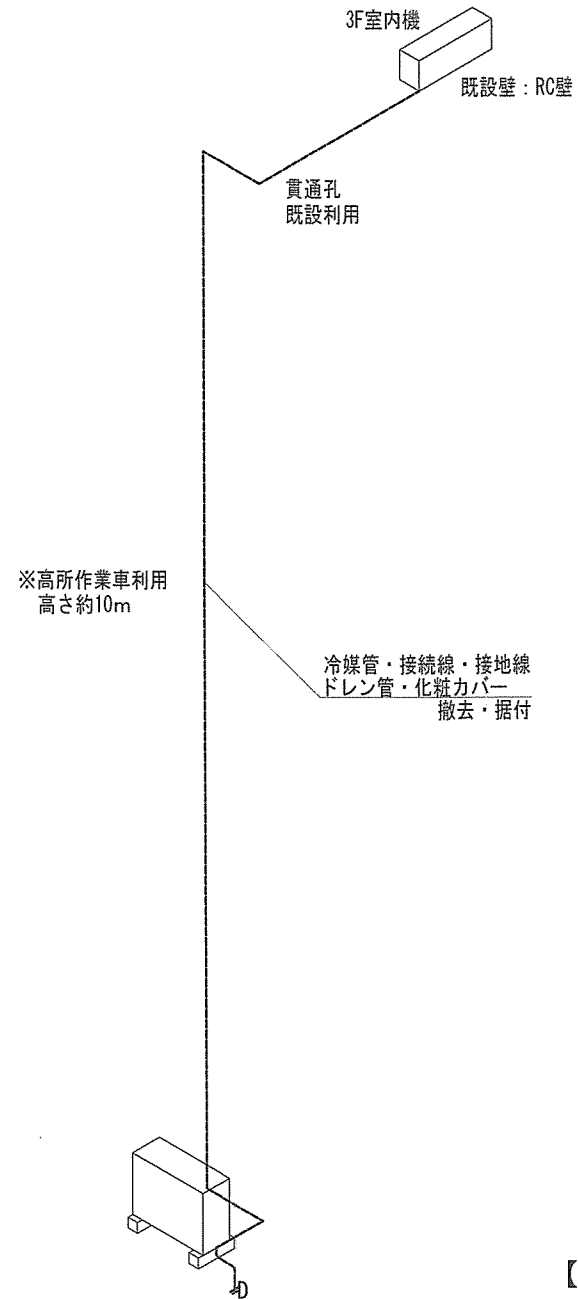 3F室内機
既設壁：RC壁
貫通孔
既設利用
※高所作業車利用
高さ約10m
冷媒管・接続線・接地線
ドレン管・化粧カバー
撤去・据付
D
【